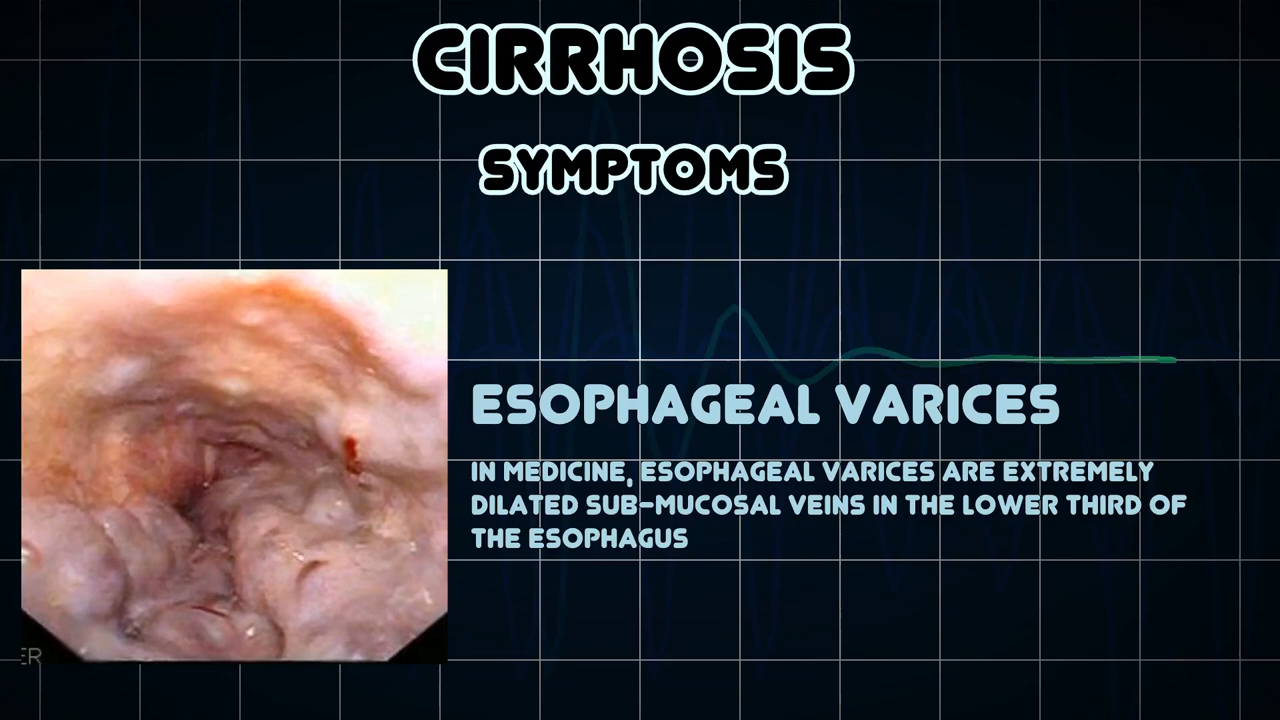 CIRRHOSIS
SYMPTOMS
ESOPHAGEAL VARICES
IN MEDICINE, ESOPHAGEAL VARICES ARE EXTREMELY
DILATED SUB-MUCOSAL VEINS IN THE LOWER THIRD OF
THE ESOPHAGUS
ER